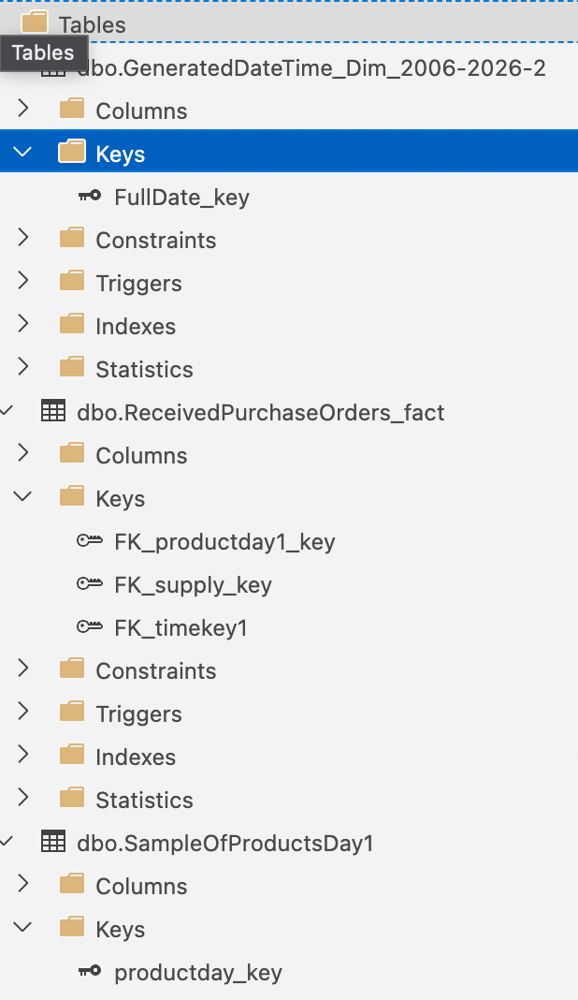 Tables
Tables
dbo.GeneratedDateTime_Dim_2006-2026-2
Columns
Keys
FullDate_key
Constraints
Triggers
Indexes
Statistics
dbo.ReceivedPurchaseOrders_fact
Columns
Keys
FK_productday1_key
FK_supply_key
FK_timekey1
Constraints
Triggers
Indexes
Statistics
dbo.SampleOfProductsDay1
Columns
Keys
productday_key